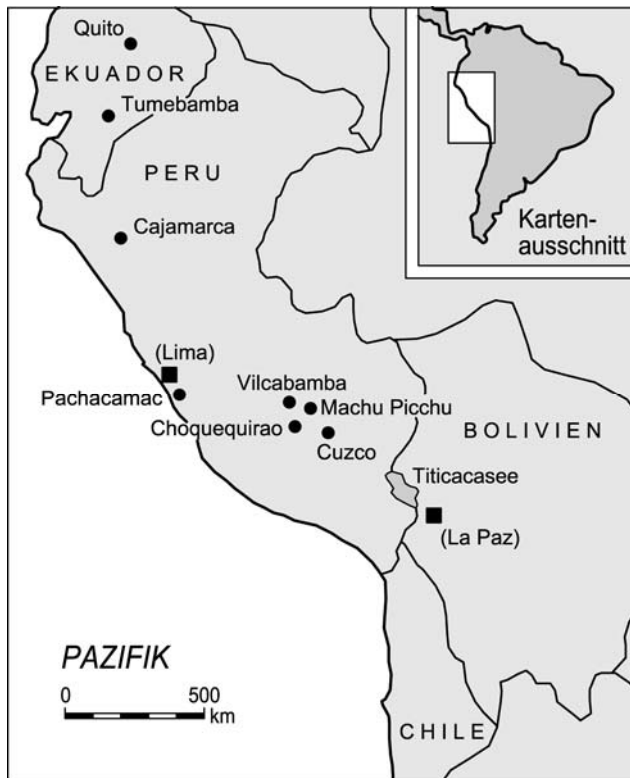 Quito
EKUADOR
Tumebamba
PERU
Cajamarca
Karten-
ausschnitt
(Lima)
Pachacamac
Vilcabamba
Machu Picchu
Choquequirao
Cuzco
BOLIVIEN
Titicacasee
(La Paz)
PAZIFIK
0 500
km
CHILE